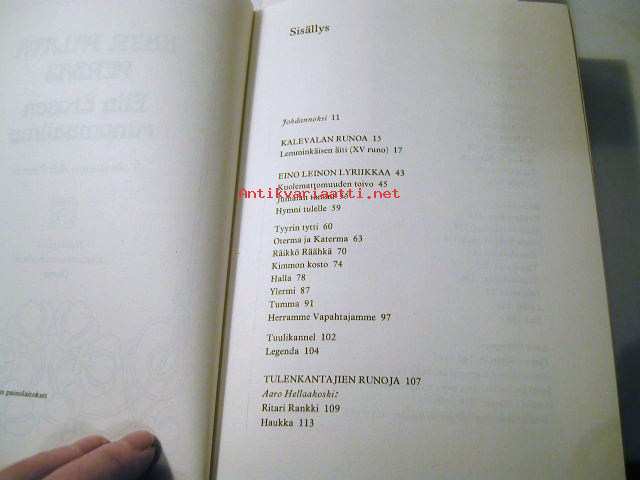 Sisällys
Johdannoksi 11
KALEVALAN RUNOA 15
Lemminkäisen äiti (XV runo) 17
EINO LEINON LYRIIKKAA 43
Kuolemattomuuden toivo 45
Antikvariaatti.net
Hymni tulelle 59
Tyyrin tytti 60
Oterma ja Katerma 63
Räikkö Räähkä 70
Kimmon kosto 74
Halla 78
Ylermi 87
Tumma 91
Herramme Vapahtajamme 97
Tuulikannel 102
Legenda 104
TULENKANTAJIEN RUNOJA 107
Aaro Hellaakoski:
Ritari Rankki 109
Haukka 113